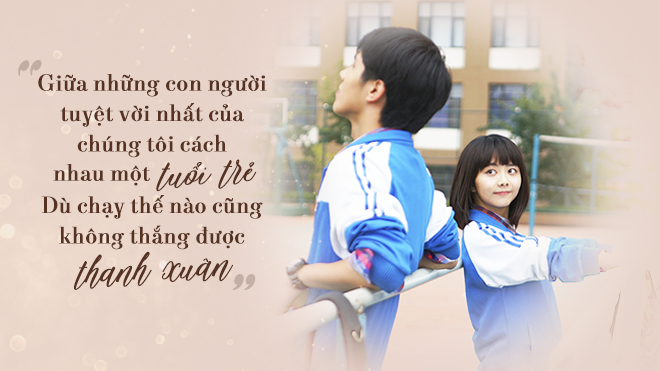 “Giữa những con người
tuyệt vời nhất của
chúng tôi cách
nhau một tuổi trẻ
Dù chạy thế nào cũng
không thắng được
thanh xuân”